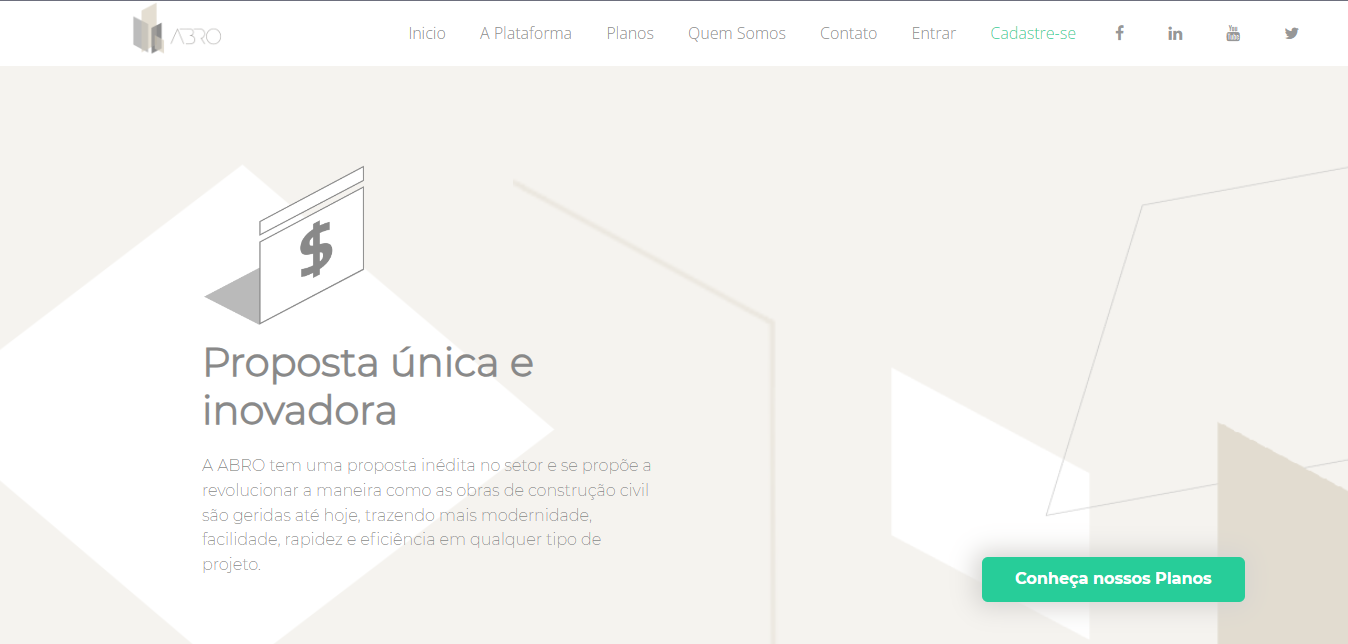 ABRO
Inicio A Plataforma Planos Quem Somos Contato Entrar Cadastre-se
$
Proposta única e
inovadora
A ABRO tem uma proposta inédita no setor e se propõe a
revolucionar a maneira como as obras de construção civil
são geridas até hoje, trazendo mais modernidade,
facilidade, rapidez e eficiência em qualquer tipo de
projeto.
Conheça nossos Planos